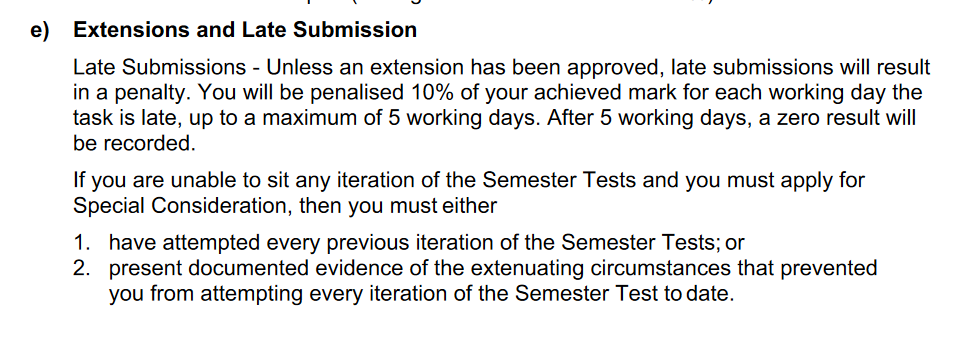 e) Extensions and Late Submission
Late Submissions - Unless an extension has been approved, late submissions will result
in a penalty. You will be penalised 10% of your achieved mark for each working day the
task is late, up to a maximum of 5 working days. After 5 working days, a zero result will
be recorded.
If you are unable to sit any iteration of the Semester Tests and you must apply for
Special Consideration, then you must either
1. have attempted every previous iteration of the Semester Tests; or
2. present documented evidence of the extenuating circumstances that prevented
you from attempting every iteration of the Semester Test to date.